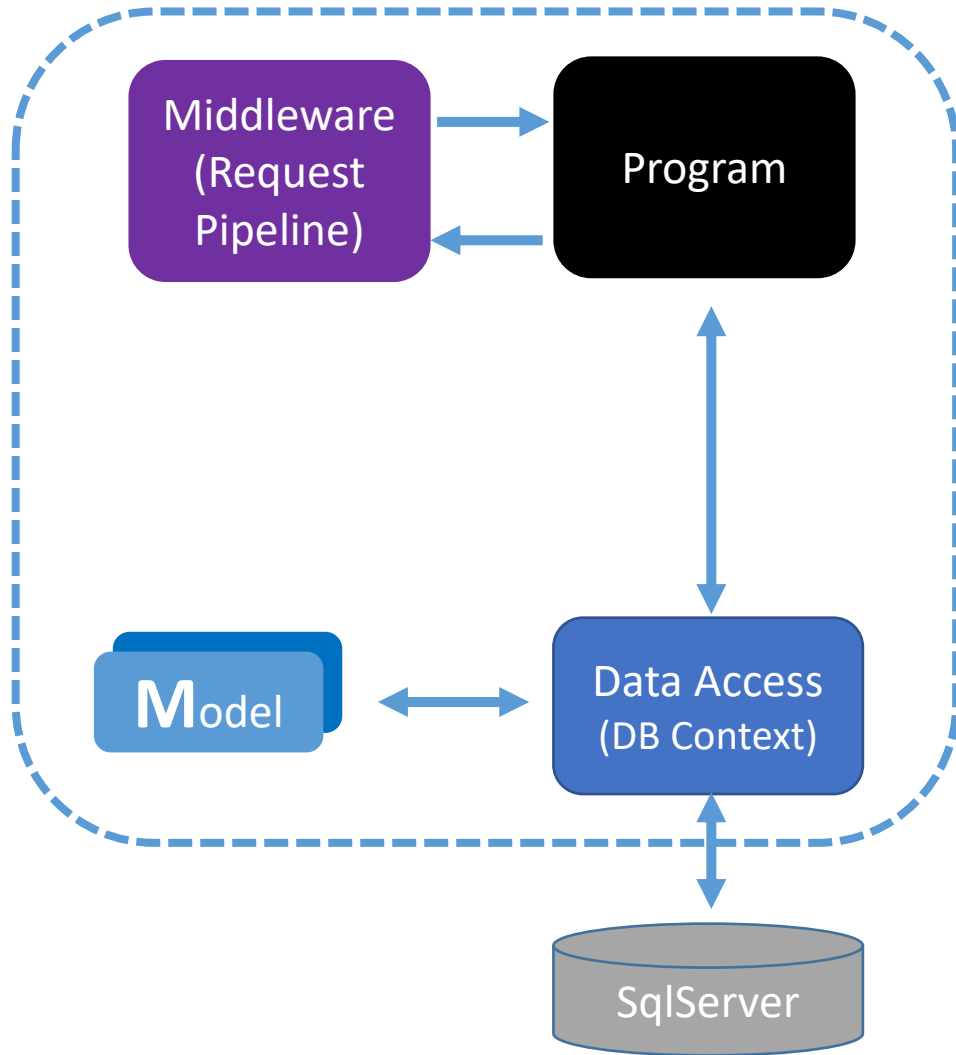 Middleware
(Request
Pipeline)
Program
Model
Data Access
(DB Context)
SqlServer